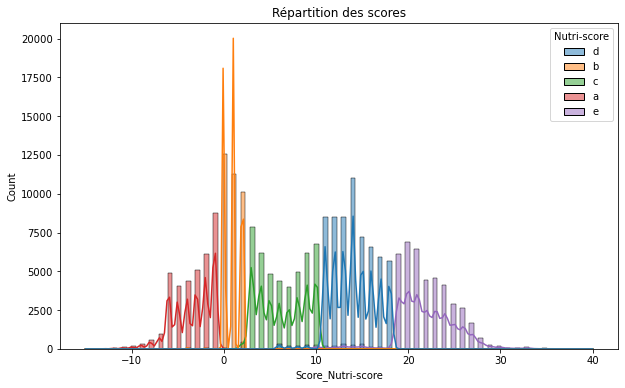 Répartition des scores
Nutri-score
d
b
c
a
e
20000
17500
15000
12500
10000
7500
5000
2500
0
Count
−10
0
10
20
30
40
Score_Nutri-score